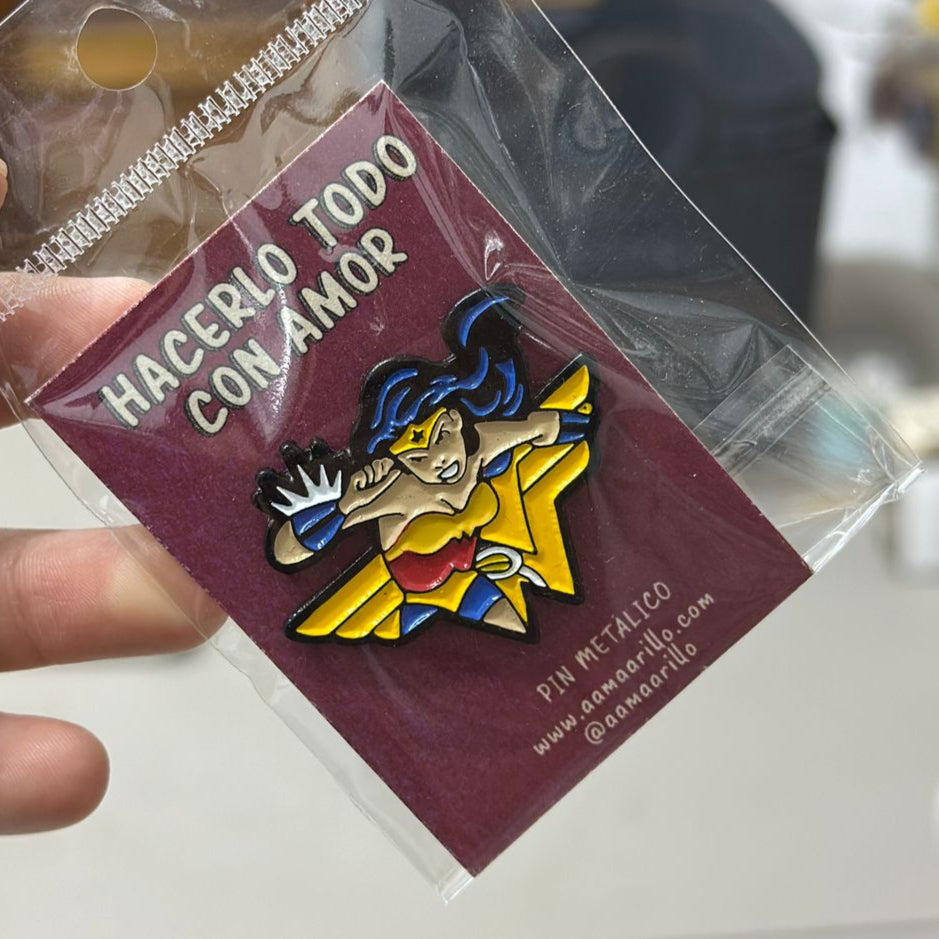 HACERLO TODO
CON AMOR
PIN METALICO
www.aamaarillo.com
@aamaarillo